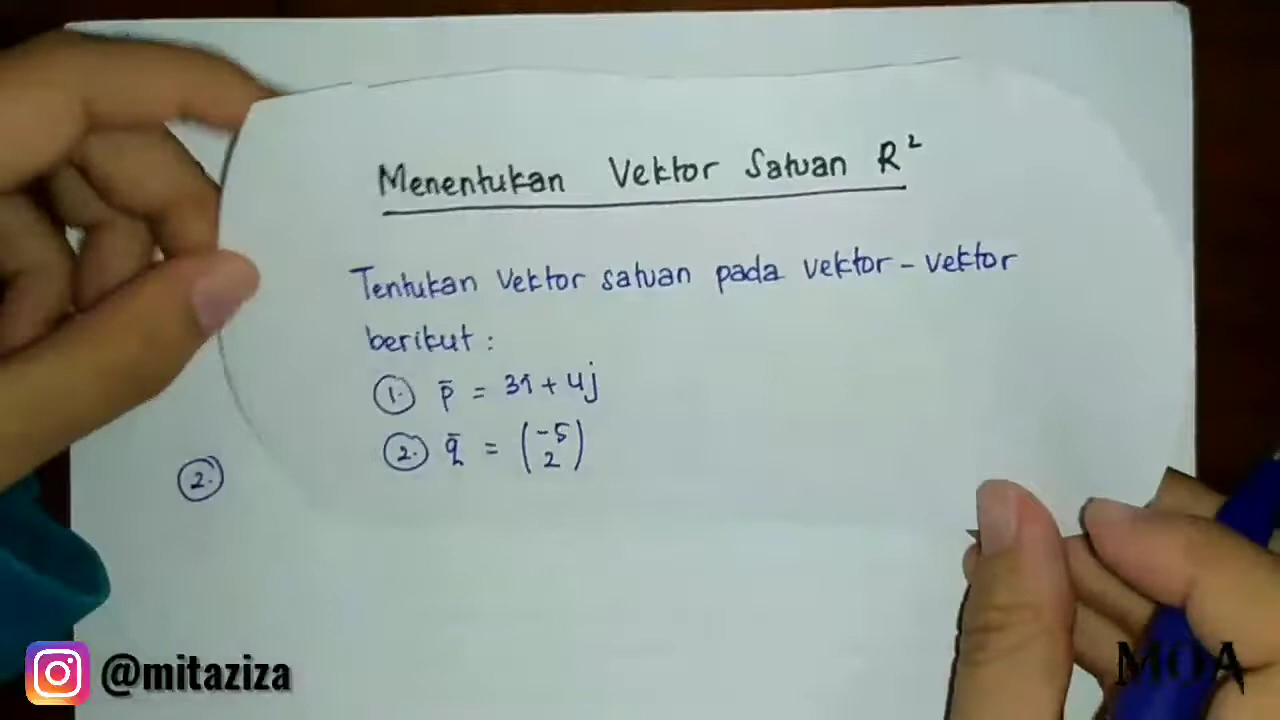 Menentukan Vektor Satuan R²
Tentukan Vektor satuan pada vektor-vektor
berikut :
1. p̄ = 3i + 4j
2. q̄ = (-5
2)
2.
@mitaziza
MOA